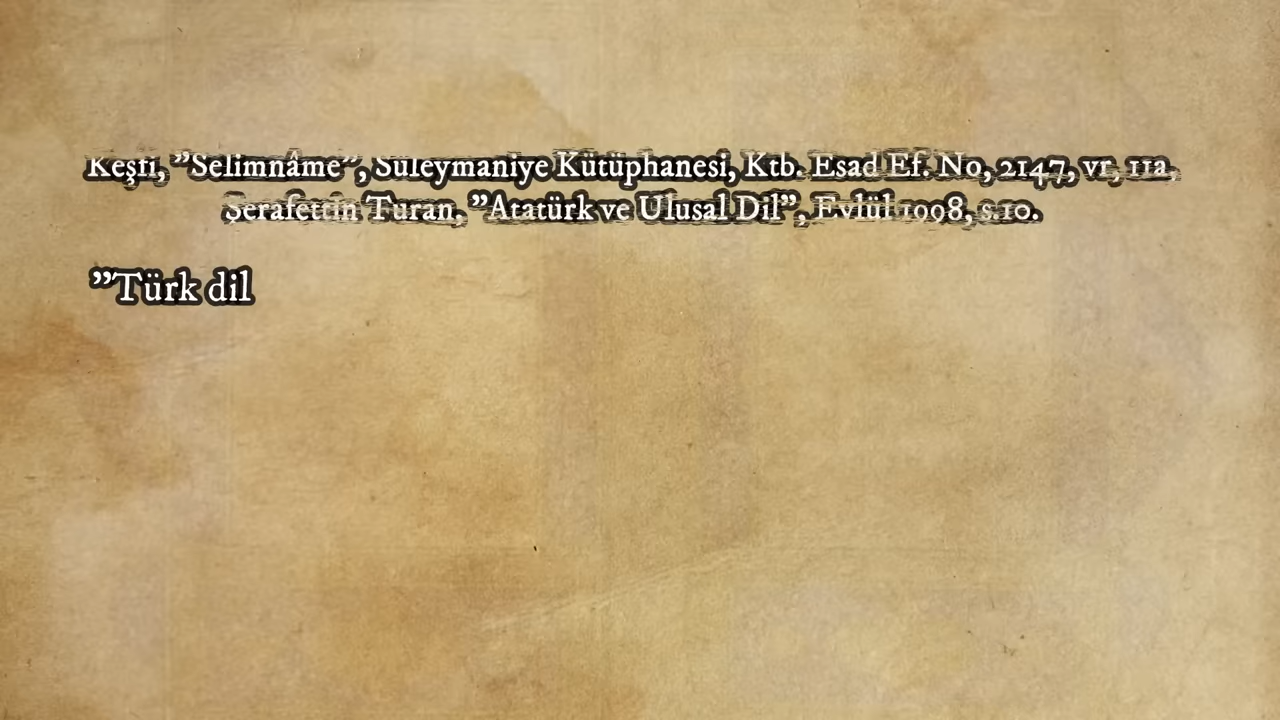 Keşfi, ”Selimnâme”, Süleymaniye Kütüphanesi, Ktb. Esad Ef. No, 2147, vr, 11a,
Şerafettin Turan, ”Atatürk ve Ulusal Dil”, Eylül 1998, s.10.
”Türk dil